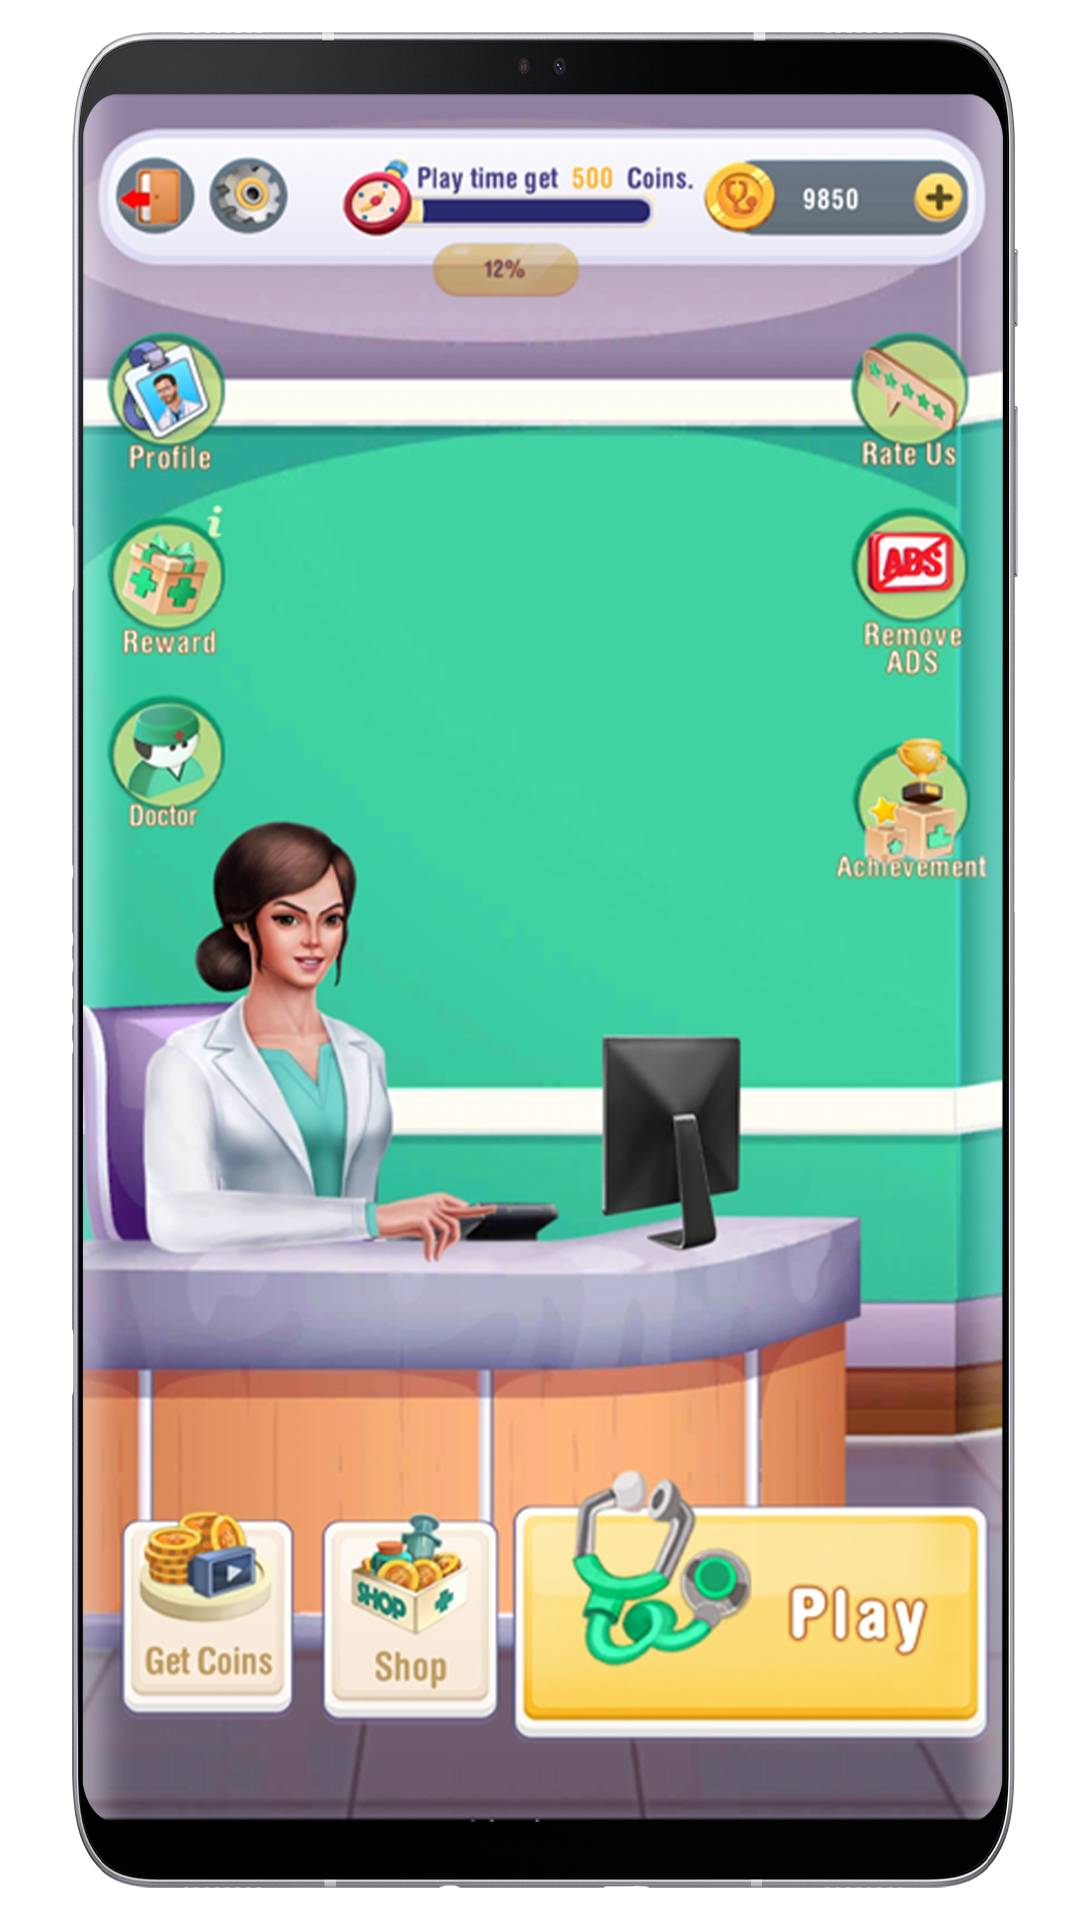 Play time get 500 Coins.
9850
12%
Profile
Rate Us
i
Reward
ADS
Remove
ADS
Doctor
Achievement
SHOP
Get Coins
Shop
Play